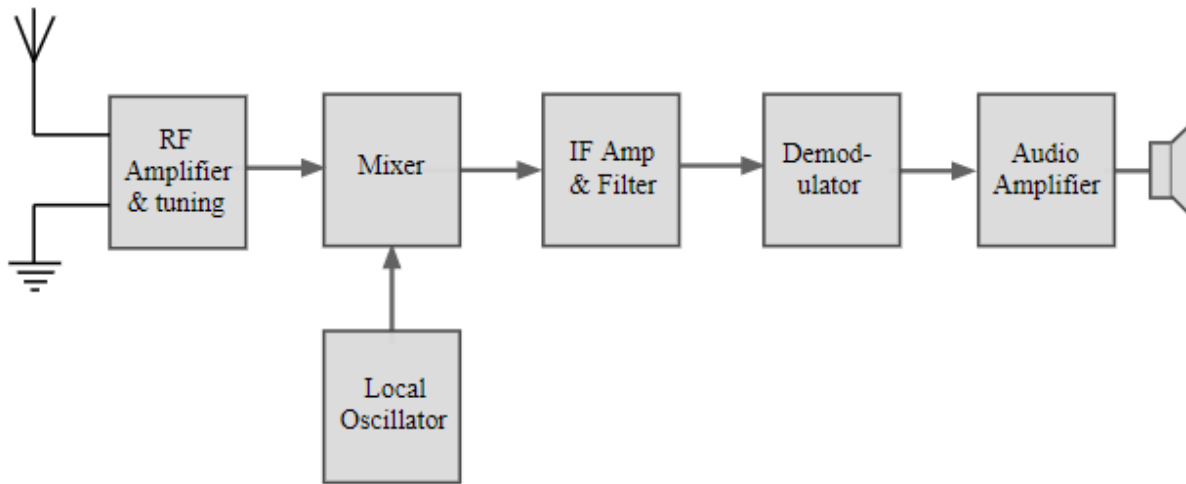 RF
Amplifier
& tuning
Mixer
IF Amp
& Filter
Demod-
ulator
Audio
Amplifier
Local
Oscillator